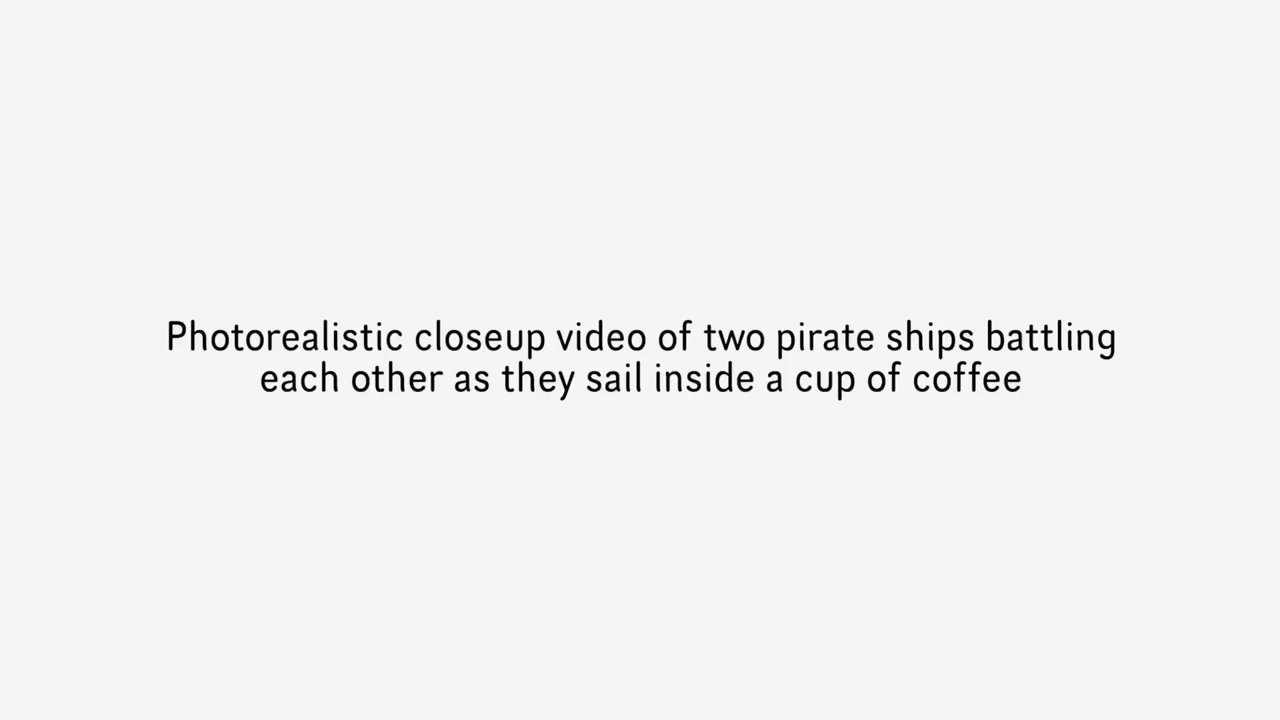 Photorealistic closeup video of two pirate ships battling
each other as they sail inside a cup of coffee